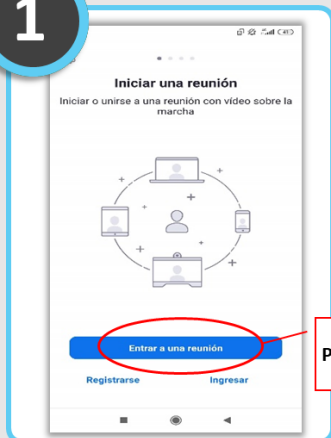 1
Iniciar una reunión
Iniciar o unirse a una reunión con vídeo sobre la
marcha
Entrar a una reunión
P
Registrarse
Ingresar